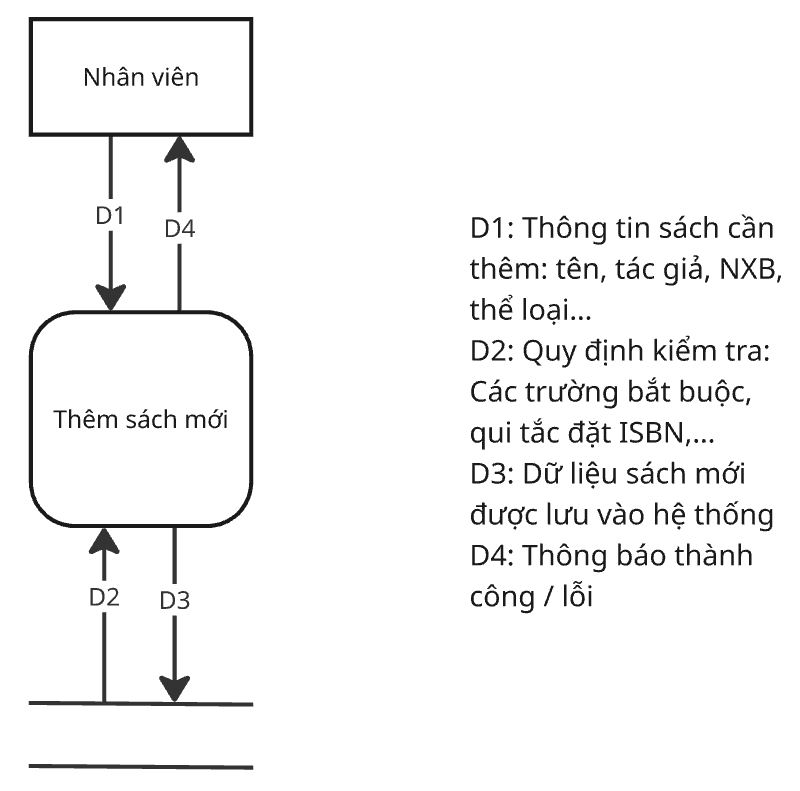 Nhân viên
D1
D4
Thêm sách mới
D2
D3
D1: Thông tin sách cần
thêm: tên, tác giả, NXB,
thể loại...
D2: Quy định kiểm tra:
Các trường bắt buộc,
qui tắc đặt ISBN,...
D3: Dữ liệu sách mới
được lưu vào hệ thống
D4: Thông báo thành
công / lỗi